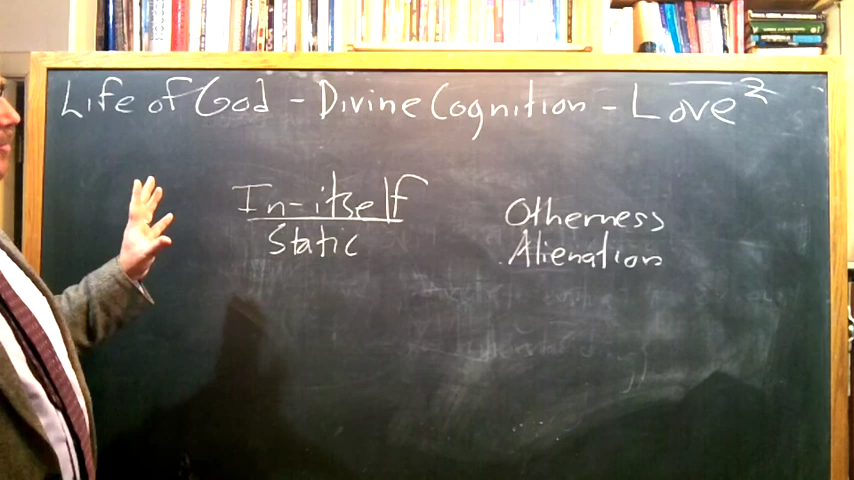 Life of God - Divine Cognition - Love²
In-itself
Static
Otherness
Alienation